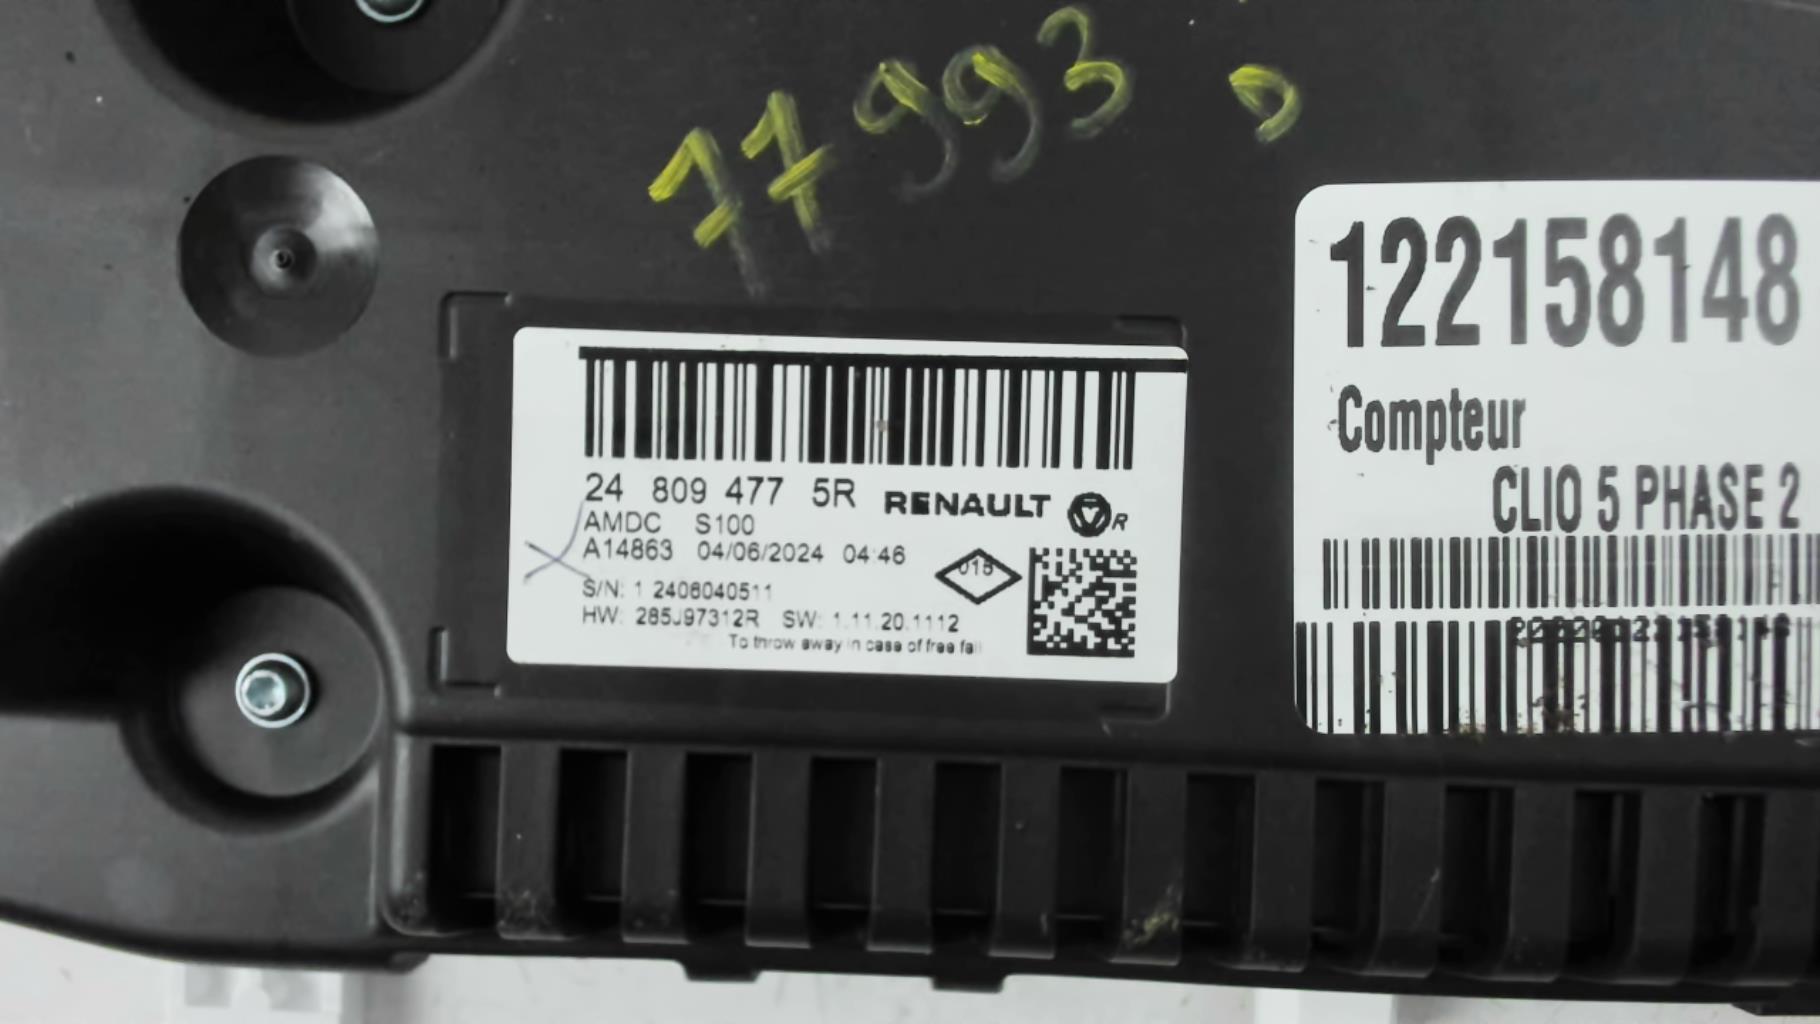 77993 D
122158148
Compteur
CLIO 5 PHASE 2
24 809 477 5R RENAULT R
AMDC S100
A14863 04/06/2024 04:46
018
S/N: 1 2406040511
HW: 285J97312R SW: 1.11.20.1112
To throw away in case of free fall